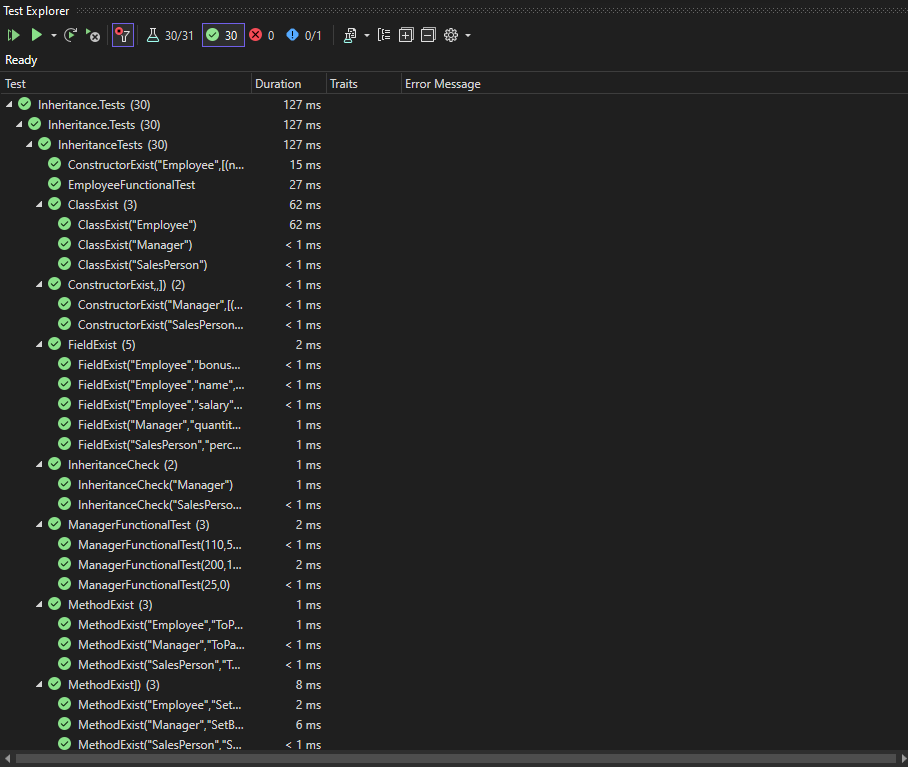 Test Explorer
30/31 30 0 0/1
Ready
Test Duration Traits Error Message
Inheritance.Tests (30) 127 ms
Inheritance.Tests (30) 127 ms
InheritanceTests (30) 127 ms
ConstructorExist("Employee",[(n... 15 ms
EmployeeFunctionalTest 27 ms
ClassExist (3) 62 ms
ClassExist("Employee") 62 ms
ClassExist("Manager") < 1 ms
ClassExist("SalesPerson") < 1 ms
ConstructorExist,,]) (2) < 1 ms
ConstructorExist("Manager",[(... < 1 ms
ConstructorExist("SalesPerson... < 1 ms
FieldExist (5) 2 ms
FieldExist("Employee","bonus... < 1 ms
FieldExist("Employee","name",... < 1 ms
FieldExist("Employee","salary"... < 1 ms
FieldExist("Manager","quantit... 1 ms
FieldExist("SalesPerson","perc... 1 ms
InheritanceCheck (2) 1 ms
InheritanceCheck("Manager") 1 ms
InheritanceCheck("SalesPerso... < 1 ms
ManagerFunctionalTest (3) 2 ms
ManagerFunctionalTest(110,5... < 1 ms
ManagerFunctionalTest(200,1... 2 ms
ManagerFunctionalTest(25,0) < 1 ms
MethodExist (3) 1 ms
MethodExist("Employee","ToP... 1 ms
MethodExist("Manager","ToPa... < 1 ms
MethodExist("SalesPerson","T... < 1 ms
MethodExist]) (3) 8 ms
MethodExist("Employee","Set... 2 ms
MethodExist("Manager","SetB... 6 ms
MethodExist("SalesPerson","S... < 1 ms